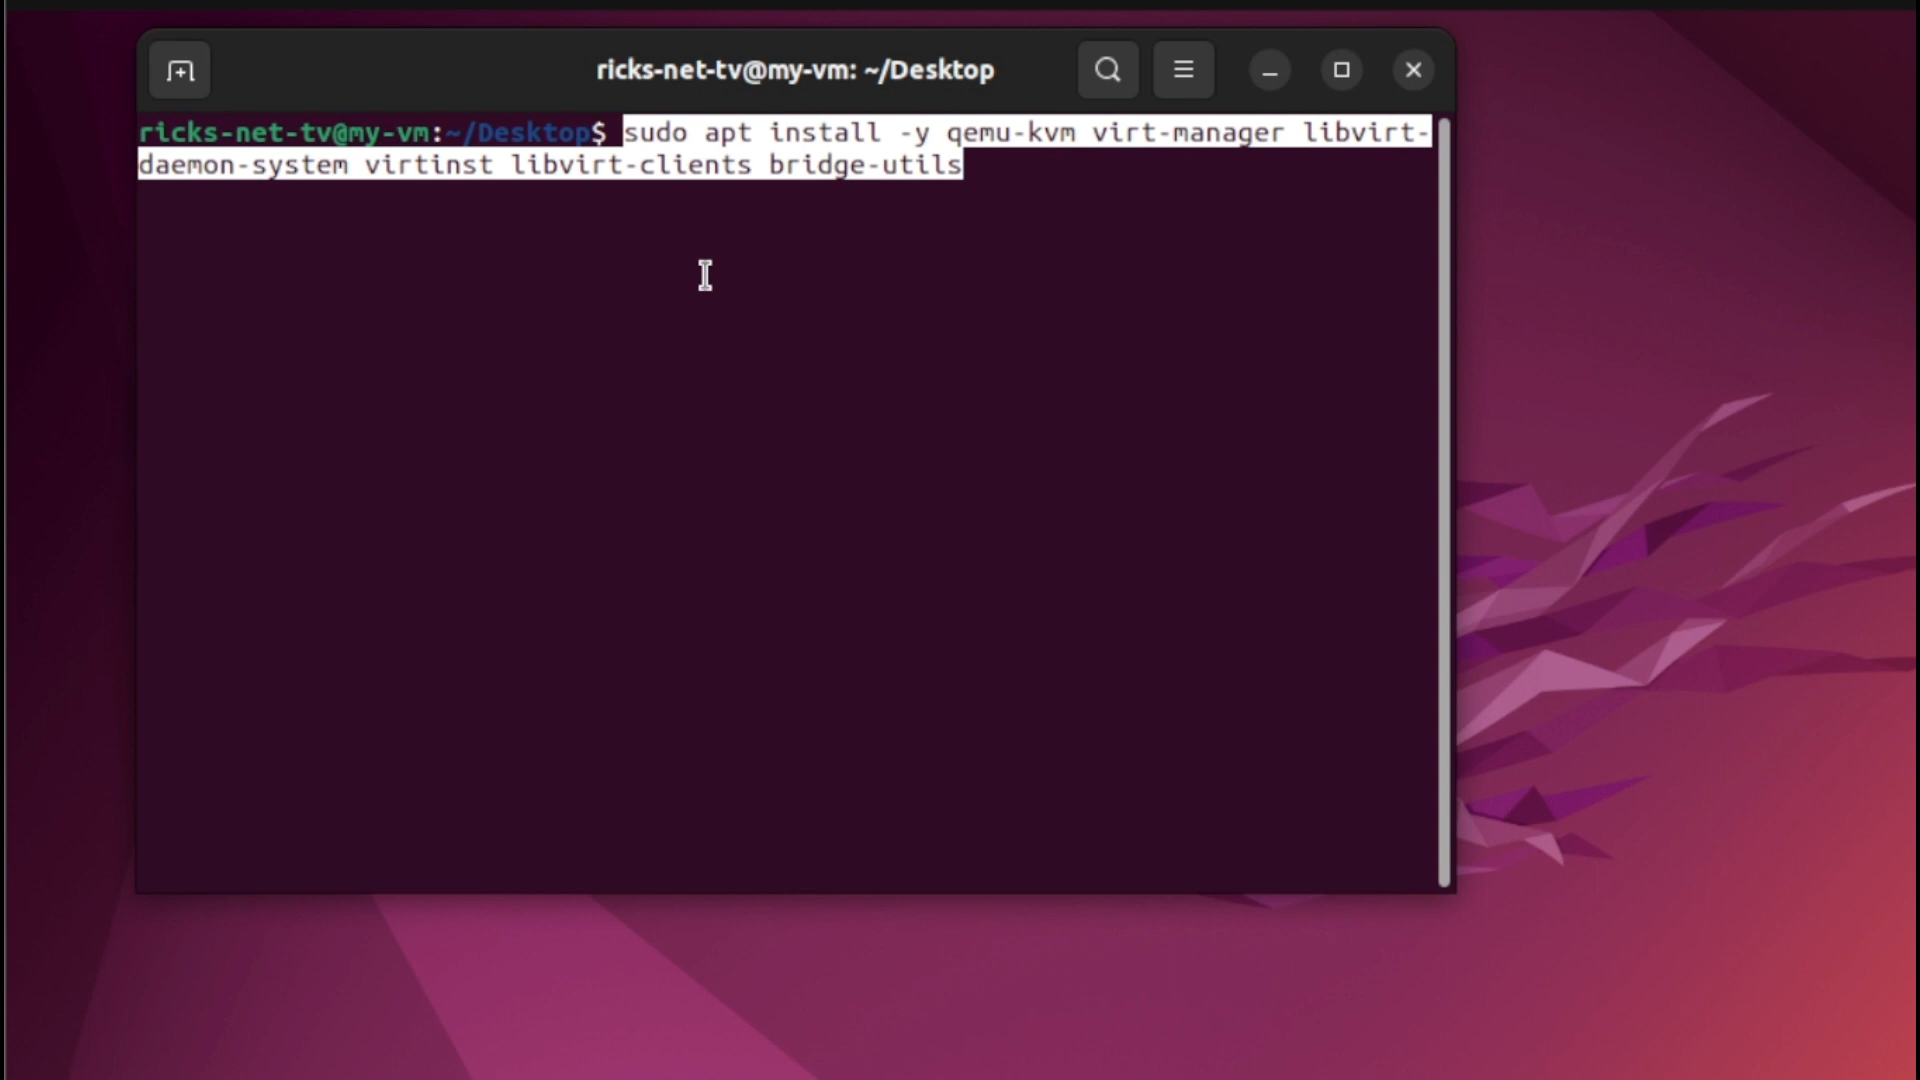 ricks-net-tv@my-vm: ~/Desktop
ricks-net-tv@my-vm:~/Desktop$ sudo apt install -y qemu-kvm virt-manager libvirt-
daemon-system virtinst libvirt-clients bridge-utils